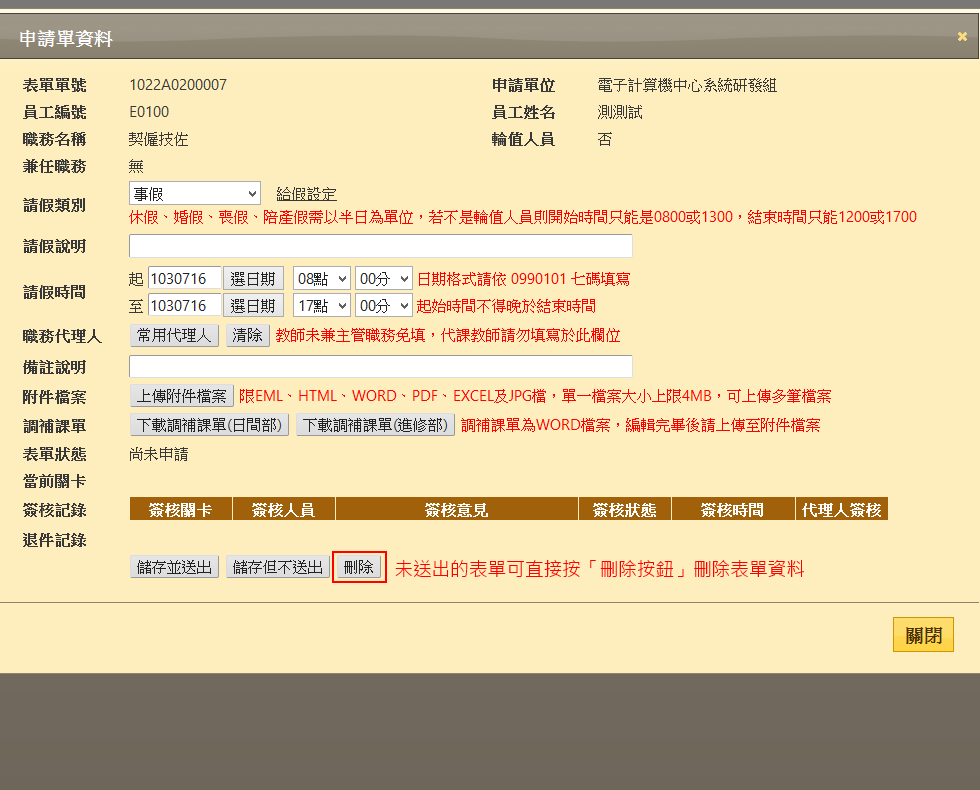 申請單資料
表單單號 1022A0200007 申請單位 電子計算機中心系統研發組
員工編號 E0100 員工姓名 測測試
職務名稱 契僱技佐 輪值人員 否
兼任職務 無
請假類別 事假 給假設定
休假、婚假、喪假、陪產假需以半日為單位，若不是輪值人員則開始時間只能是0800或1300，結束時間只能1200或1700
請假說明
請假時間 起 1030716 選日期 08點 00分 日期格式請依 0990101 七碼填寫
至 1030716 選日期 17點 00分 起始時間不得晚於結束時間
職務代理人 常用代理人 清除 教師未兼主管職務免填，代課教師請勿填寫於此欄位
備註說明
附件檔案 上傳附件檔案 限EML、HTML、WORD、PDF、EXCEL及JPG檔，單一檔案大小上限4MB，可上傳多筆檔案
調補課單 下載調補課單(日間部) 下載調補課單(進修部) 調補課單為WORD檔案，編輯完畢後請上傳至附件檔案
表單狀態 尚未申請
當前關卡
簽核記錄 簽核關卡 簽核人員 簽核意見 簽核狀態 簽核時間 代理人簽核
退件記錄
儲存並送出 儲存但不送出 刪除 未送出的表單可直接按「刪除按鈕」刪除表單資料
關閉